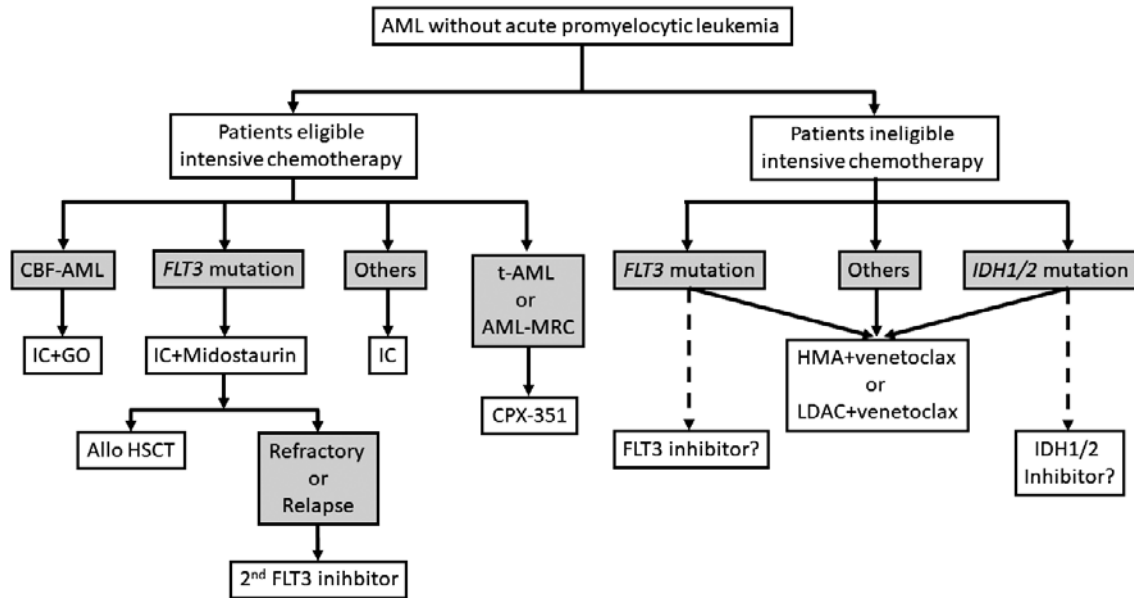 AML without acute promyelocytic leukemia
Patients eligible
intensive chemotherapy
Patients ineligible
intensive chemotherapy
CBF-AML
FLT3 mutation
Others
t-AML
or
AML-MRC
FLT3 mutation
Others
IDH1/2 mutation
IC+GO
IC+Midostaurin
IC
CPX-351
HMA+venetoclax
or
LDAC+venetoclax
Allo HSCT
Refractory
or
Relapse
FLT3 inhibitor?
IDH1/2
Inhibitor?
2nd FLT3 inihbitor